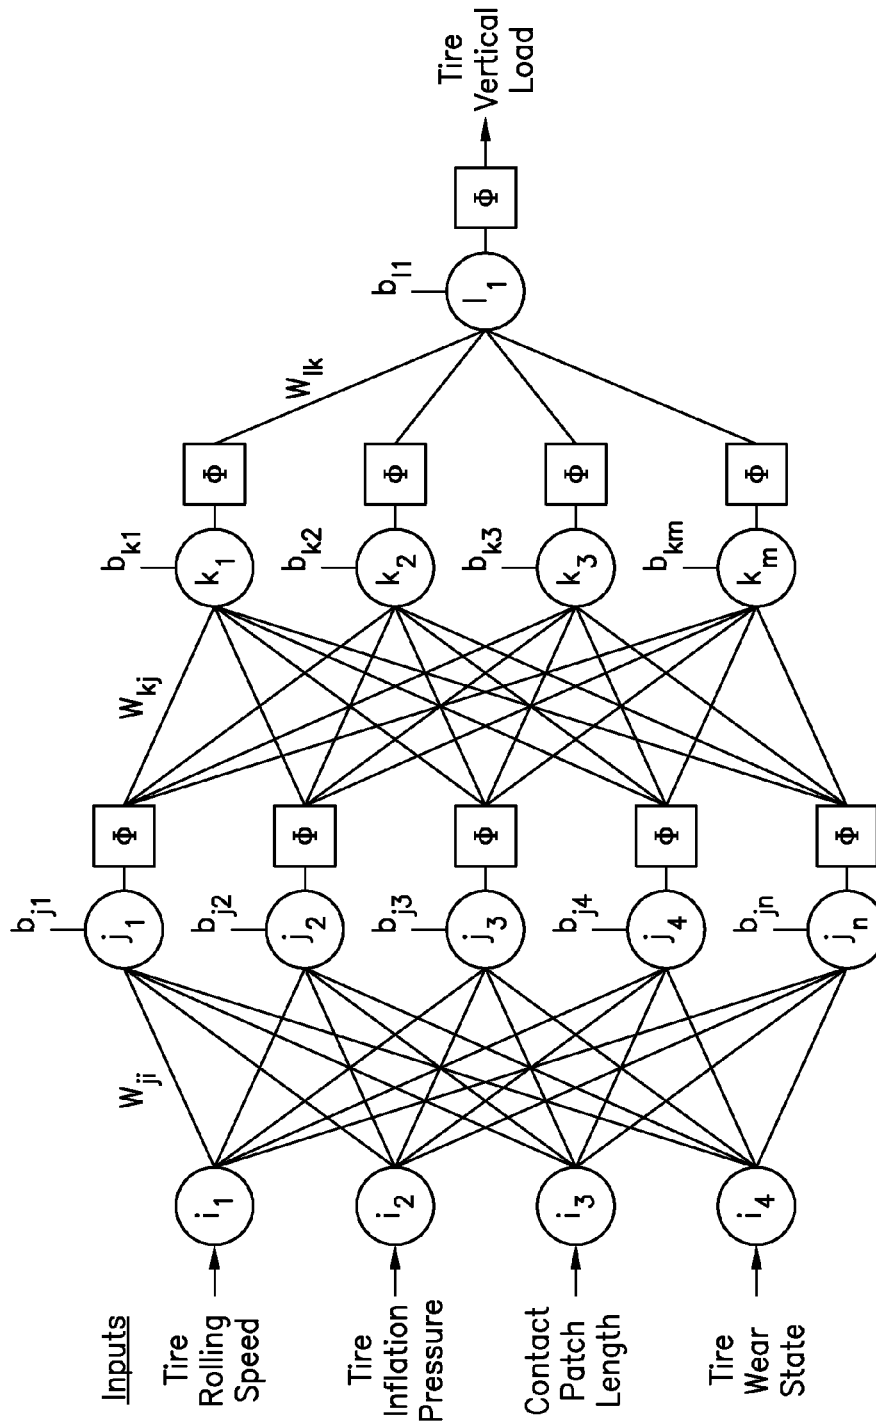 Inputs
Tire
Rolling
Speed
Tire
Inflation
Pressure
Contact
Patch
Length
Tire
Wear
State
i1
i2
i3
i4
Wji
bj1
j1
Φ
bj2
j2
Φ
bj3
j3
Φ
bj4
j4
Φ
bjn
jn
Φ
Wkj
bk1
k1
Φ
bk2
k2
Φ
bk3
k3
Φ
bkm
km
Φ
Wlk
bl1
l1
Φ
Tire
Vertical
Load